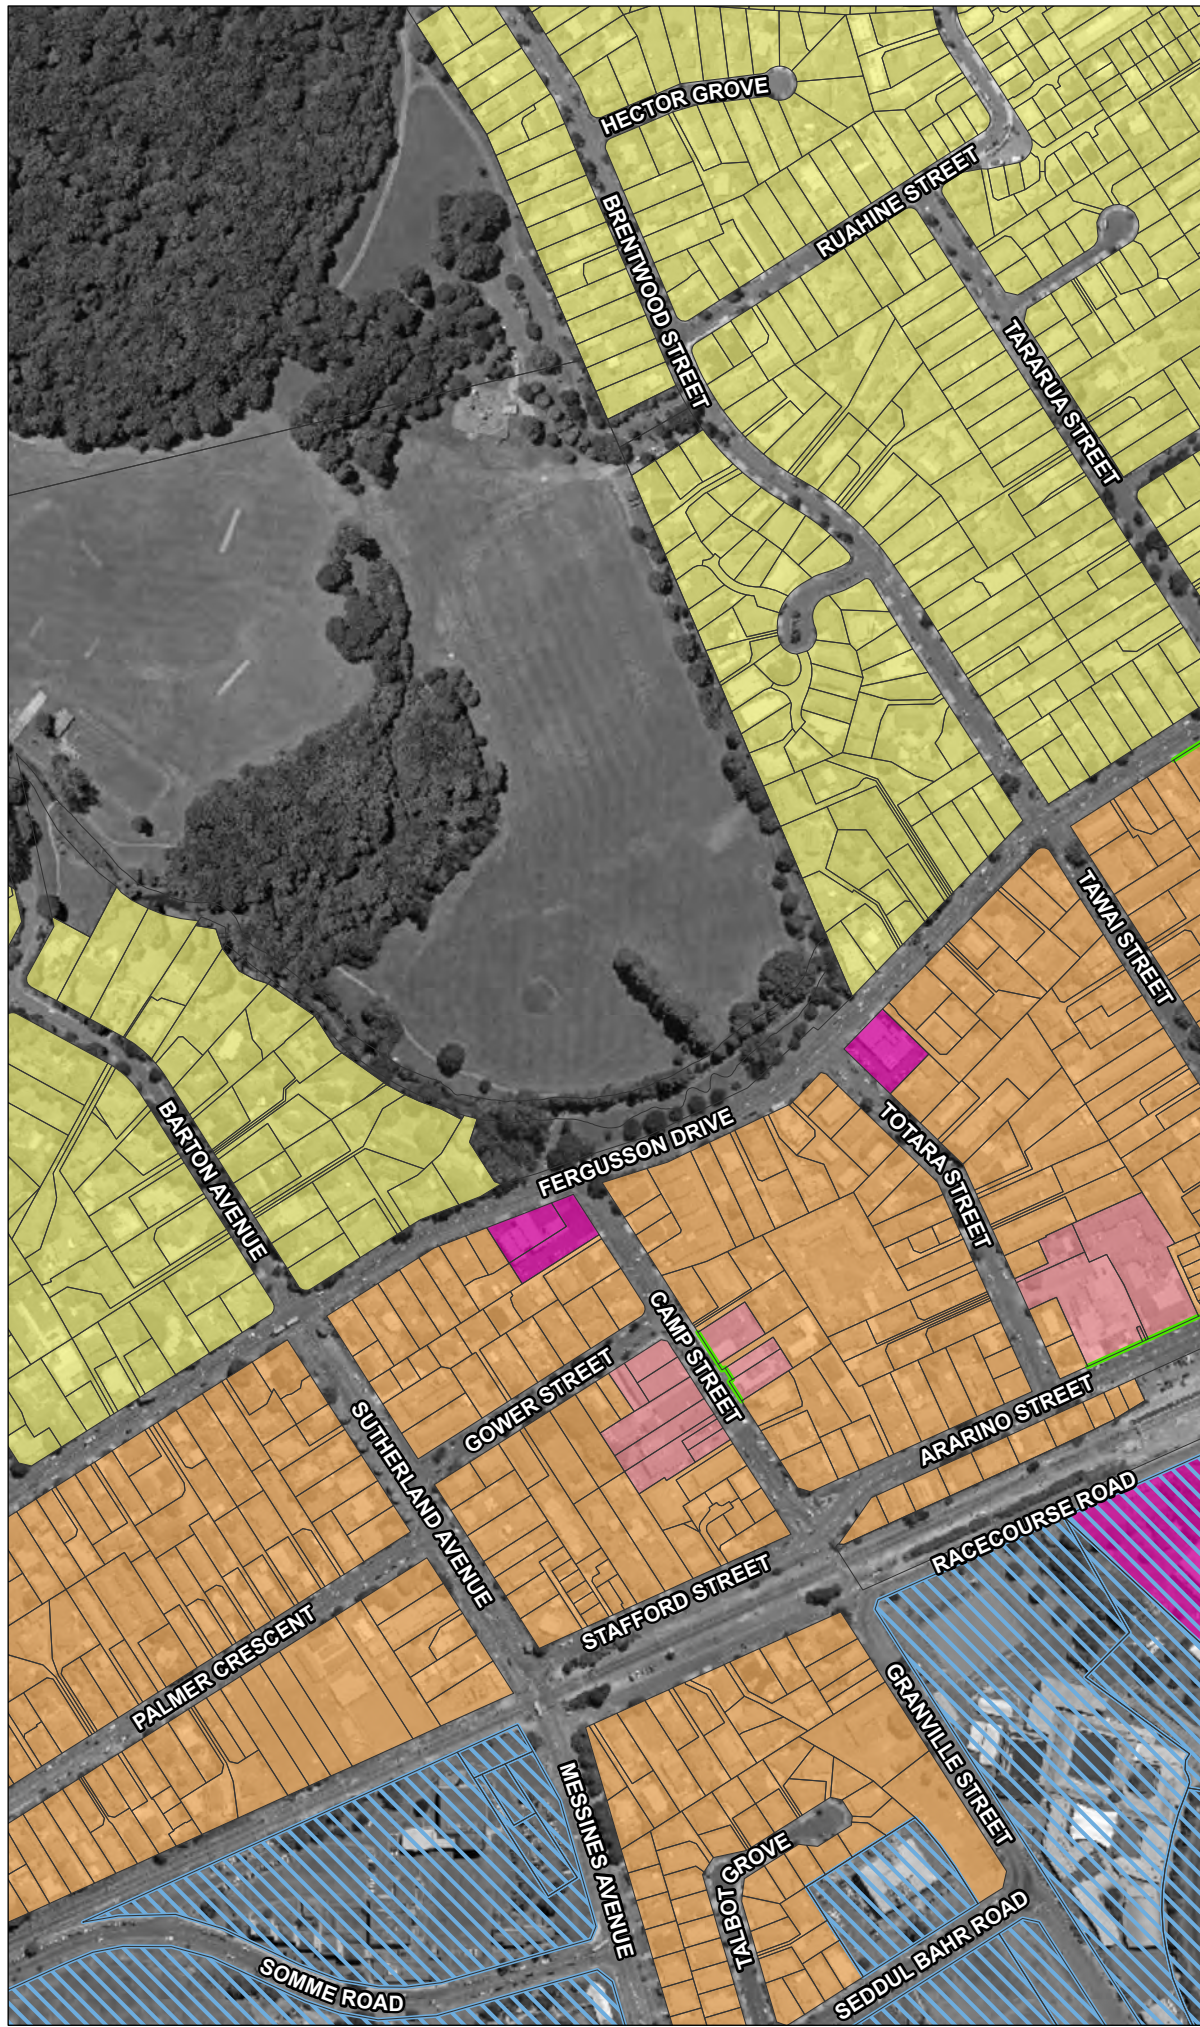 HECTOR GROVE
RUAHINE STREET
BRENTWOOD STREET
TARARUA STREET
TAWAI STREET
BARTON AVENUE
FERGUSSON DRIVE
TOTARA STREET
CAMP STREET
GOWER STREET
SUTHERLAND AVENUE
ARARINO STREET
RACECOURSE ROAD
STAFFORD STREET
PALMER CRESCENT
GRANVILLE STREET
MESSINES AVENUE
TALBOT GROVE
SEDDUL BAHR ROAD
SOMME ROAD